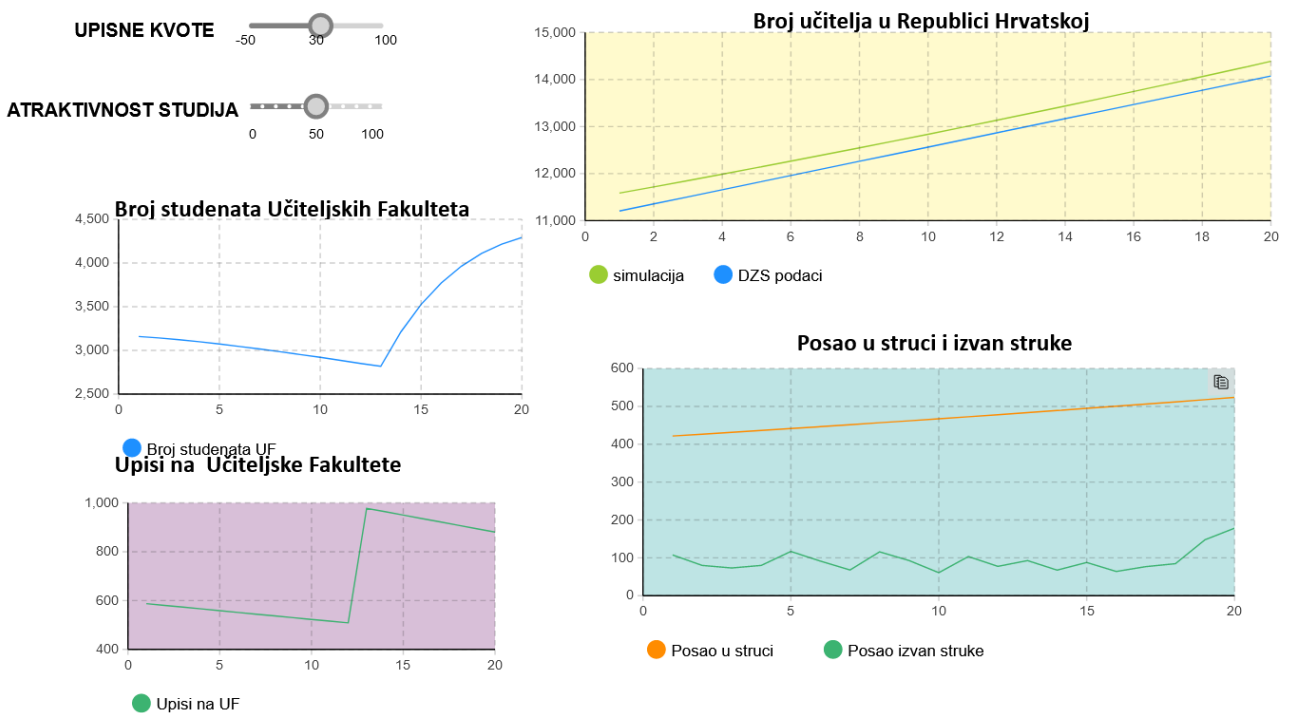 UPISNE KVOTE
-50 30 100
ATRAKTIVNOST STUDIJA
0 50 100
Broj učitelja u Republici Hrvatskoj
15,000
14,000
13,000
12,000
11,000
0 2 4 6 8 10 12 14 16 18 20
simulacija DZS podaci
Broj studenata Učiteljskih Fakulteta
4,500
4,000
3,500
3,000
2,500
0 5 10 15 20
Broj studenata UF
Upisi na Učiteljske Fakultete
1,000
800
600
400
0 5 10 15 20
Upisi na UF
Posao u struci i izvan struke
600
500
400
300
200
100
0
0 5 10 15 20
Posao u struci Posao izvan struke